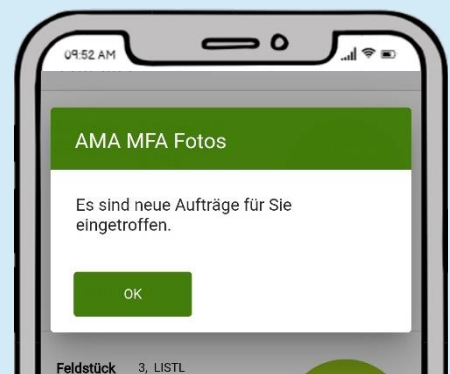 09:52 AM
AMA MFA Fotos
Es sind neue Aufträge für Sie
eingetroffen.
OK
Feldstück 3, LISTL